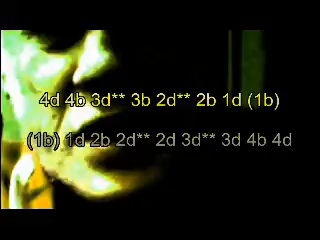 4d 4b 3d** 3b 2d** 2b 1d (1b)
(1b) 1d 2b 2d** 2d 3d** 3d 4b 4d